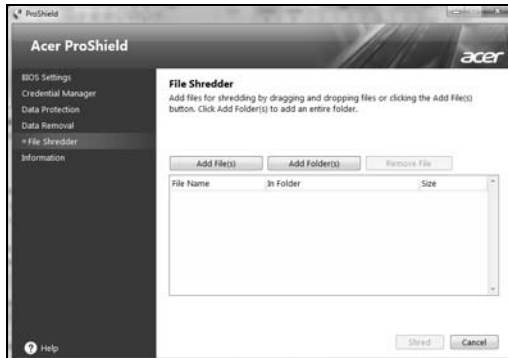 ProShield
Acer ProShield
acer
BIOS Settings
Credential Manager
Data Protection
Data Removal
File Shredder
Information
File Shredder
Add files for shredding by dragging and dropping files or clicking the Add File(s)
button. Click Add Folder(s) to add an entire folder.
Add File(s) Add Folder(s) Remove File
File Name In Folder Size
Shred Cancel
? Help